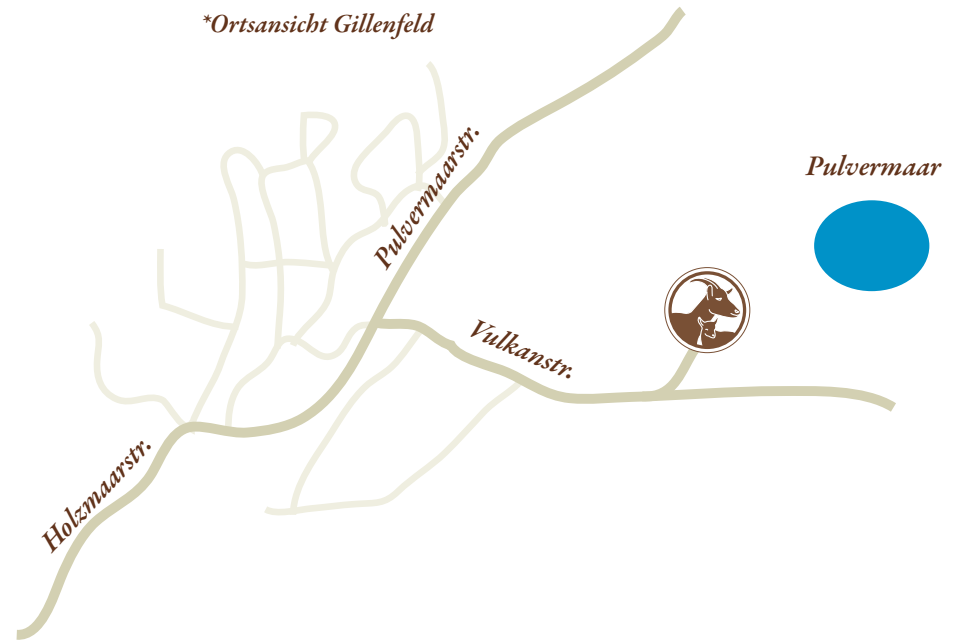 *Ortsansicht Gillenfeld
Pulvermaarstr.
Pulvermaar
Vulkanstr.
Holzmaarstr.